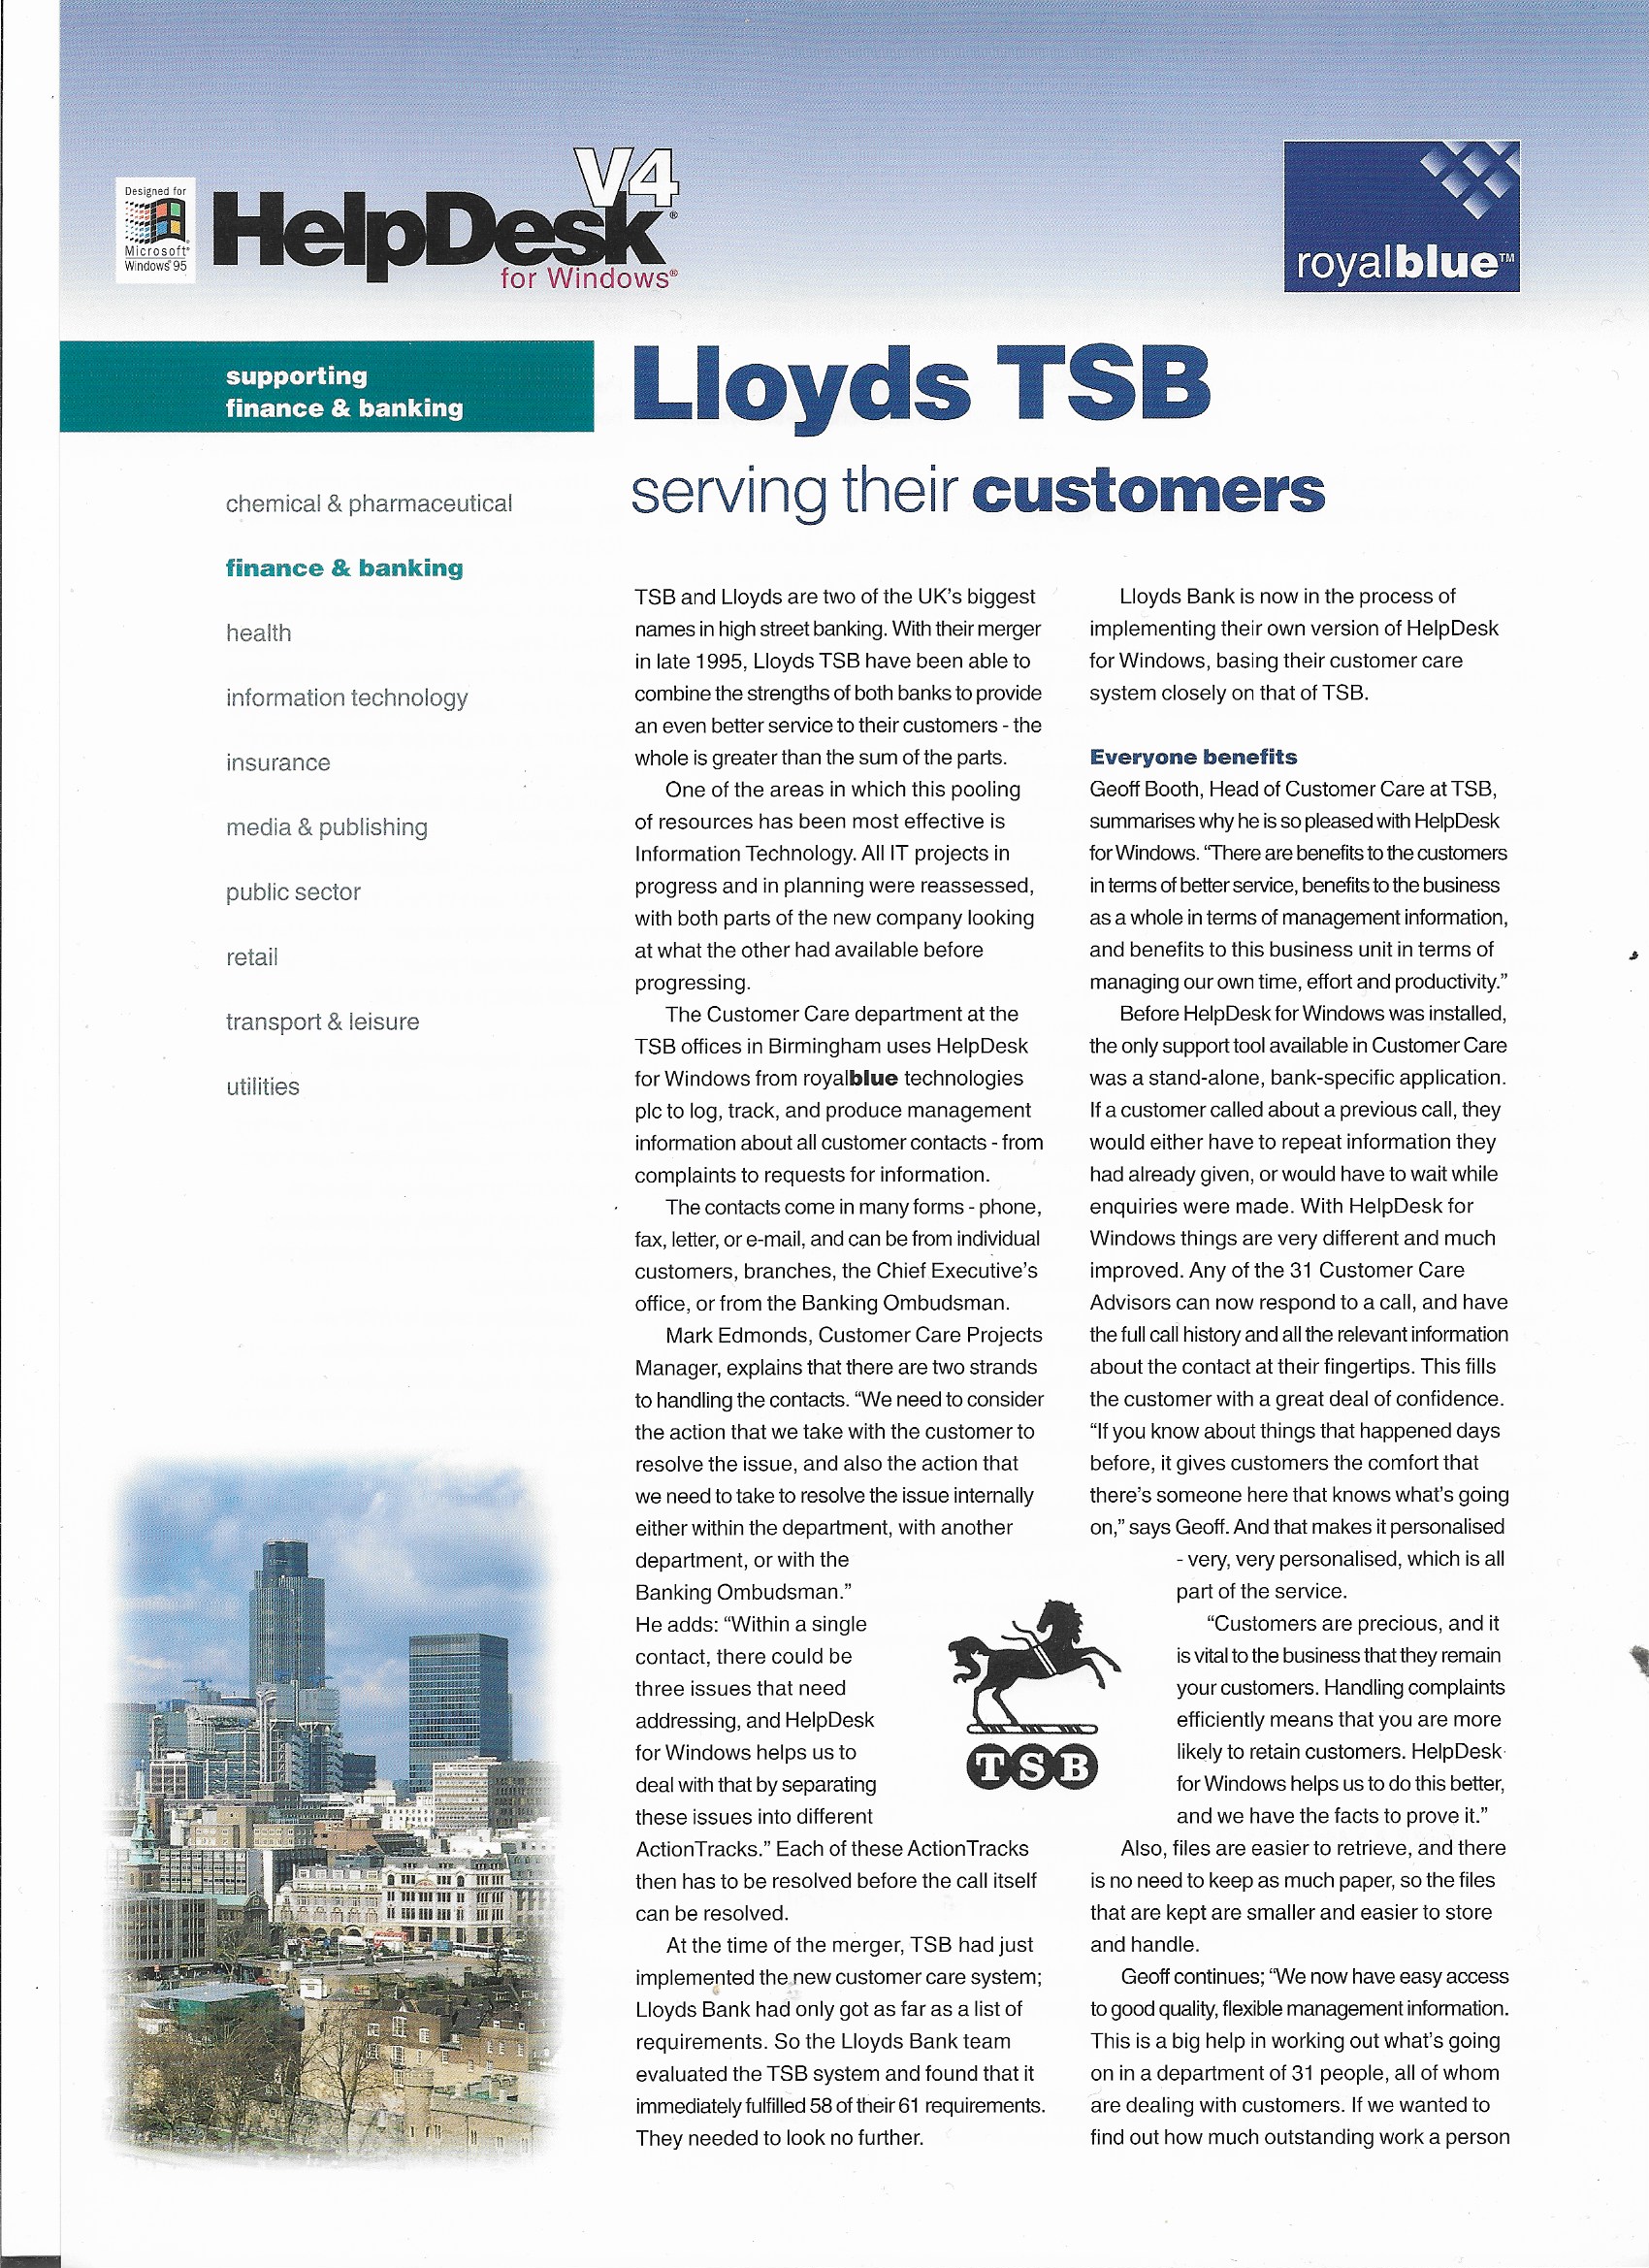 Designed for
Microsoft®
Windows®95
V4
HelpDesk®
for Windows®
royalblue™
supporting
finance & banking
chemical & pharmaceutical
finance & banking
health
information technology
insurance
media & publishing
public sector
retail
transport & leisure
utilities
Lloyds TSB
serving their customers
TSB and Lloyds are two of the UK's biggest
names in high street banking. With their merger
in late 1995, Lloyds TSB have been able to
combine the strengths of both banks to provide
an even better service to their customers - the
whole is greater than the sum of the parts.
One of the areas in which this pooling
of resources has been most effective is
Information Technology. All IT projects in
progress and in planning were reassessed,
with both parts of the new company looking
at what the other had available before
progressing.
The Customer Care department at the
TSB offices in Birmingham uses HelpDesk
for Windows from royalblue technologies
plc to log, track, and produce management
information about all customer contacts - from
complaints to requests for information.
The contacts come in many forms - phone,
fax, letter, or e-mail, and can be from individual
customers, branches, the Chief Executive's
office, or from the Banking Ombudsman.
Mark Edmonds, Customer Care Projects
Manager, explains that there are two strands
to handling the contacts. “We need to consider
the action that we take with the customer to
resolve the issue, and also the action that
we need to take to resolve the issue internally
either within the department, with another
department, or with the
Banking Ombudsman.”
He adds: “Within a single
contact, there could be
three issues that need
addressing, and HelpDesk
for Windows helps us to
deal with that by separating
these issues into different
ActionTracks.” Each of these ActionTracks
then has to be resolved before the call itself
can be resolved.
At the time of the merger, TSB had just
implemented the new customer care system;
Lloyds Bank had only got as far as a list of
requirements. So the Lloyds Bank team
evaluated the TSB system and found that it
immediately fulfilled 58 of their 61 requirements.
They needed to look no further.
TSB
Lloyds Bank is now in the process of
implementing their own version of HelpDesk
for Windows, basing their customer care
system closely on that of TSB.
Everyone benefits
Geoff Booth, Head of Customer Care at TSB,
summarises why he is so pleased with HelpDesk
for Windows. “There are benefits to the customers
in terms of better service, benefits to the business
as a whole in terms of management information,
and benefits to this business unit in terms of
managing our own time, effort and productivity.”
Before HelpDesk for Windows was installed,
the only support tool available in Customer Care
was a stand-alone, bank-specific application.
If a customer called about a previous call, they
would either have to repeat information they
had already given, or would have to wait while
enquiries were made. With HelpDesk for
Windows things are very different and much
improved. Any of the 31 Customer Care
Advisors can now respond to a call, and have
the full call history and all the relevant information
about the contact at their fingertips. This fills
the customer with a great deal of confidence.
“If you know about things that happened days
before, it gives customers the comfort that
there's someone here that knows what's going
on,” says Geoff. And that makes it personalised
- very, very personalised, which is all
part of the service.
“Customers are precious, and it
is vital to the business that they remain
your customers. Handling complaints
efficiently means that you are more
likely to retain customers. HelpDesk
for Windows helps us to do this better,
and we have the facts to prove it.”
Also, files are easier to retrieve, and there
is no need to keep as much paper, so the files
that are kept are smaller and easier to store
and handle.
Geoff continues; “We now have easy access
to good quality, flexible management information.
This is a big help in working out what's going
on in a department of 31 people, all of whom
are dealing with customers. If we wanted to
find out how much outstanding work a person